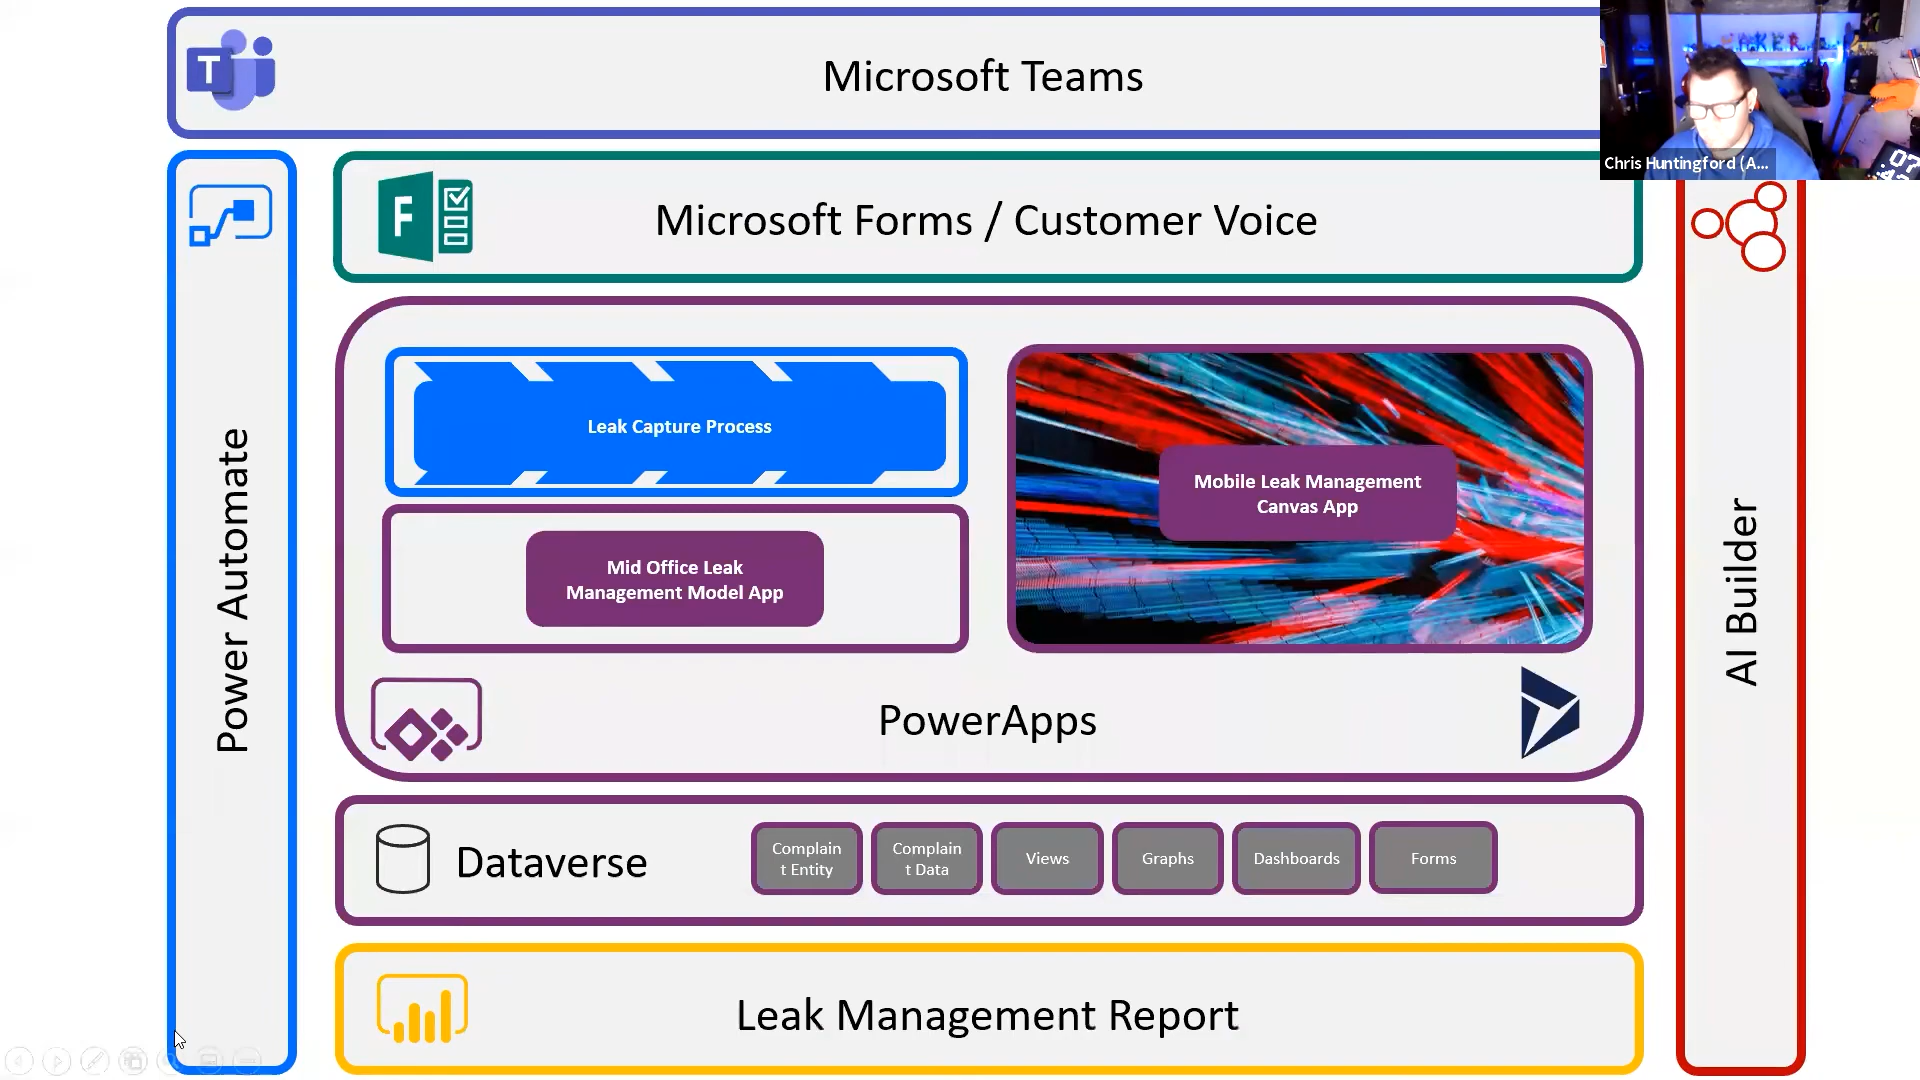 T
Microsoft Teams
Chris Huntingford (A...
F
Microsoft Forms / Customer Voice
Power Automate
Leak Capture Process
Mobile Leak Management
Canvas App
Mid Office Leak
Management Model App
AI Builder
PowerApps
Dataverse
Complain
t Entity
Complain
t Data
Views
Graphs
Dashboards
Forms
Leak Management Report